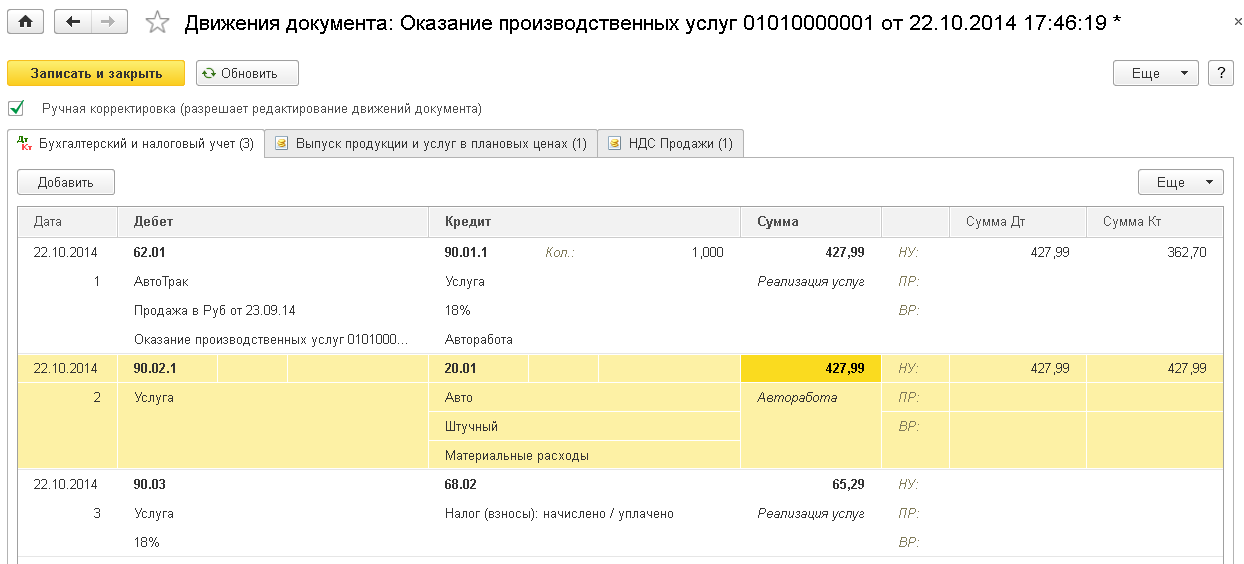 Движения документа: Оказание производственных услуг 01010000001 от 22.10.2014 17:46:19 *
Записать и закрыть Обновить Еще ?
Ручная корректировка (разрешает редактирование движений документа)
Дт Кт Бухгалтерский и налоговый учет (3) Выпуск продукции и услуг в плановых ценах (1) НДС Продажи (1)
Добавить Еще
Дата Дебет Кредит Сумма Сумма Дт Сумма Кт
22.10.2014 62.01 90.01.1 Кол.: 1,000 427,99 НУ: 427,99 362,70
1 АвтоТрак Услуга Реализация услуг ПР:
Продажа в Руб от 23.09.14 18% ВР:
Оказание производственных услуг 0101000... Авторабота
22.10.2014 90.02.1 20.01 427,99 НУ: 427,99 427,99
2 Услуга Авто Авторабота ПР:
Штучный ВР:
Материальные расходы
22.10.2014 90.03 68.02 65,29 НУ:
3 Услуга Налог (взносы): начислено / уплачено Реализация услуг ПР:
18% ВР: